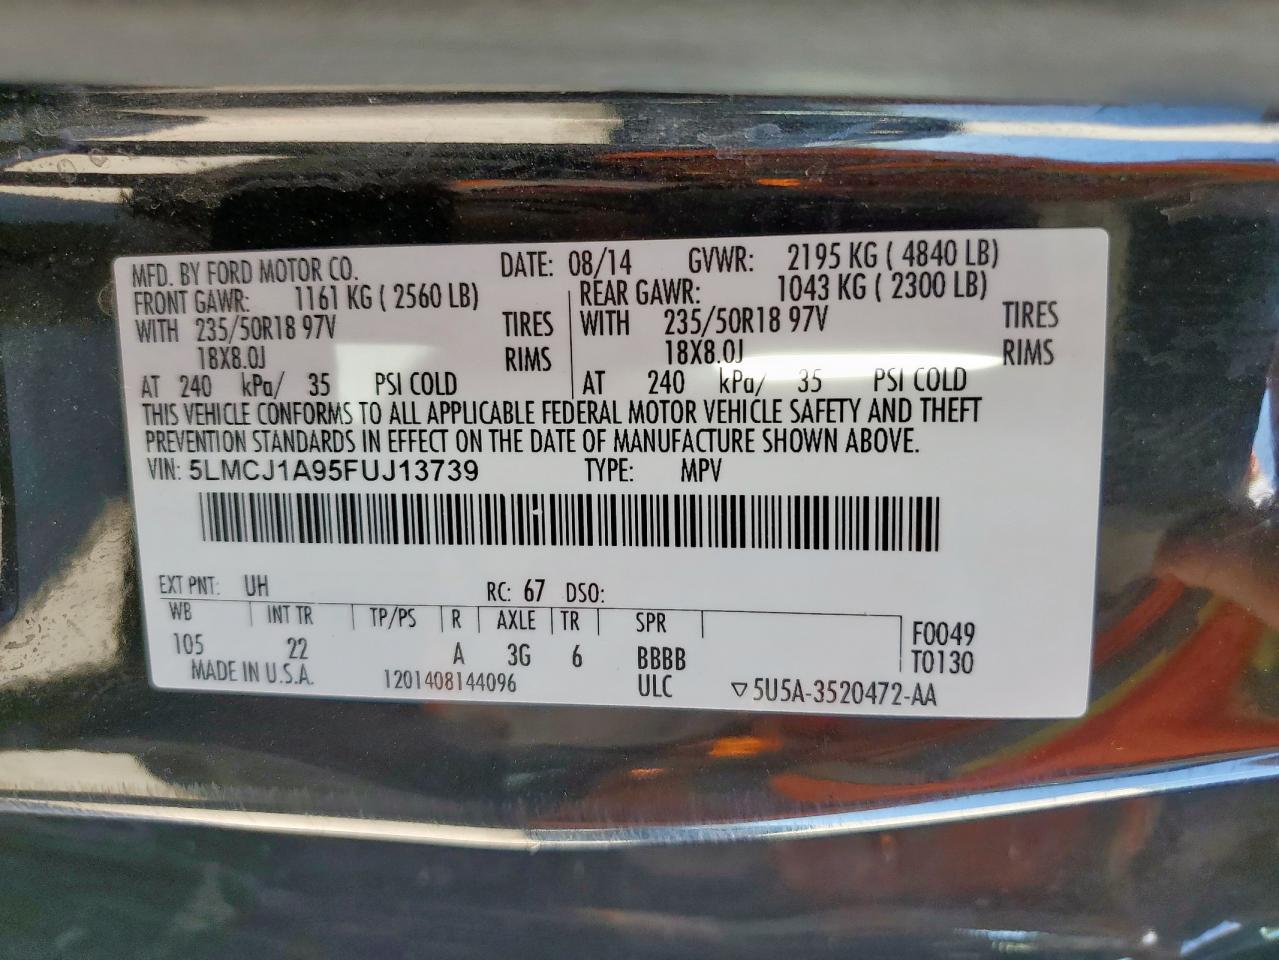 MFD. BY FORD MOTOR CO. DATE: 08/14 GVWR: 2195 KG ( 4840 LB)
FRONT GAWR: 1161 KG ( 2560 LB) REAR GAWR: 1043 KG ( 2300 LB)
WITH 235/50R18 97V TIRES WITH 235/50R18 97V TIRES
18X8.0J RIMS 18X8.0J RIMS
AT 240 kPa/ 35 PSI COLD AT 240 kPa/ 35 PSI COLD
THIS VEHICLE CONFORMS TO ALL APPLICABLE FEDERAL MOTOR VEHICLE SAFETY AND THEFT
PREVENTION STANDARDS IN EFFECT ON THE DATE OF MANUFACTURE SHOWN ABOVE.
VIN: 5LMCJ1A95FUJ13739 TYPE: MPV
EXT PNT: UH RC: 67 DSO:
WB INT TR TP/PS R AXLE TR SPR F0049
105 22 A 3G 6 BBBB T0130
MADE IN U.S.A. 1201408144096 ULC ▽5U5A-3520472-AA